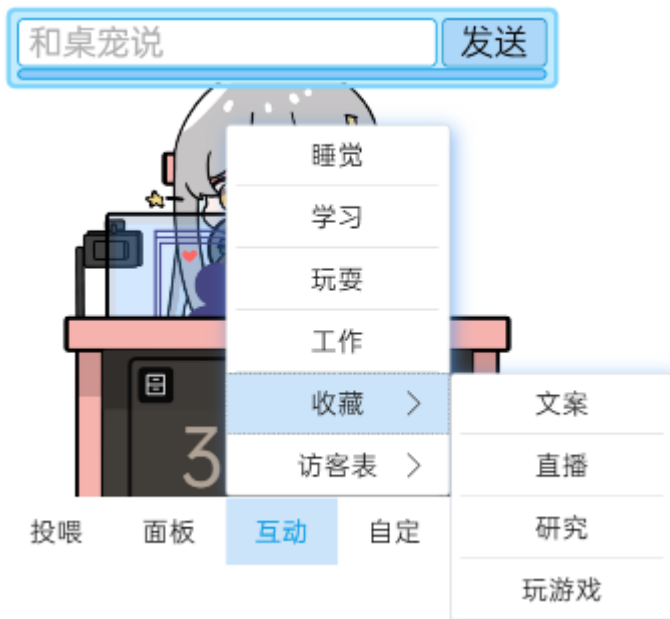 和桌宠说
发送
睡觉
学习
玩耍
工作
收藏
访客表
文案
直播
研究
玩游戏
3
投喂
面板
互动
自定